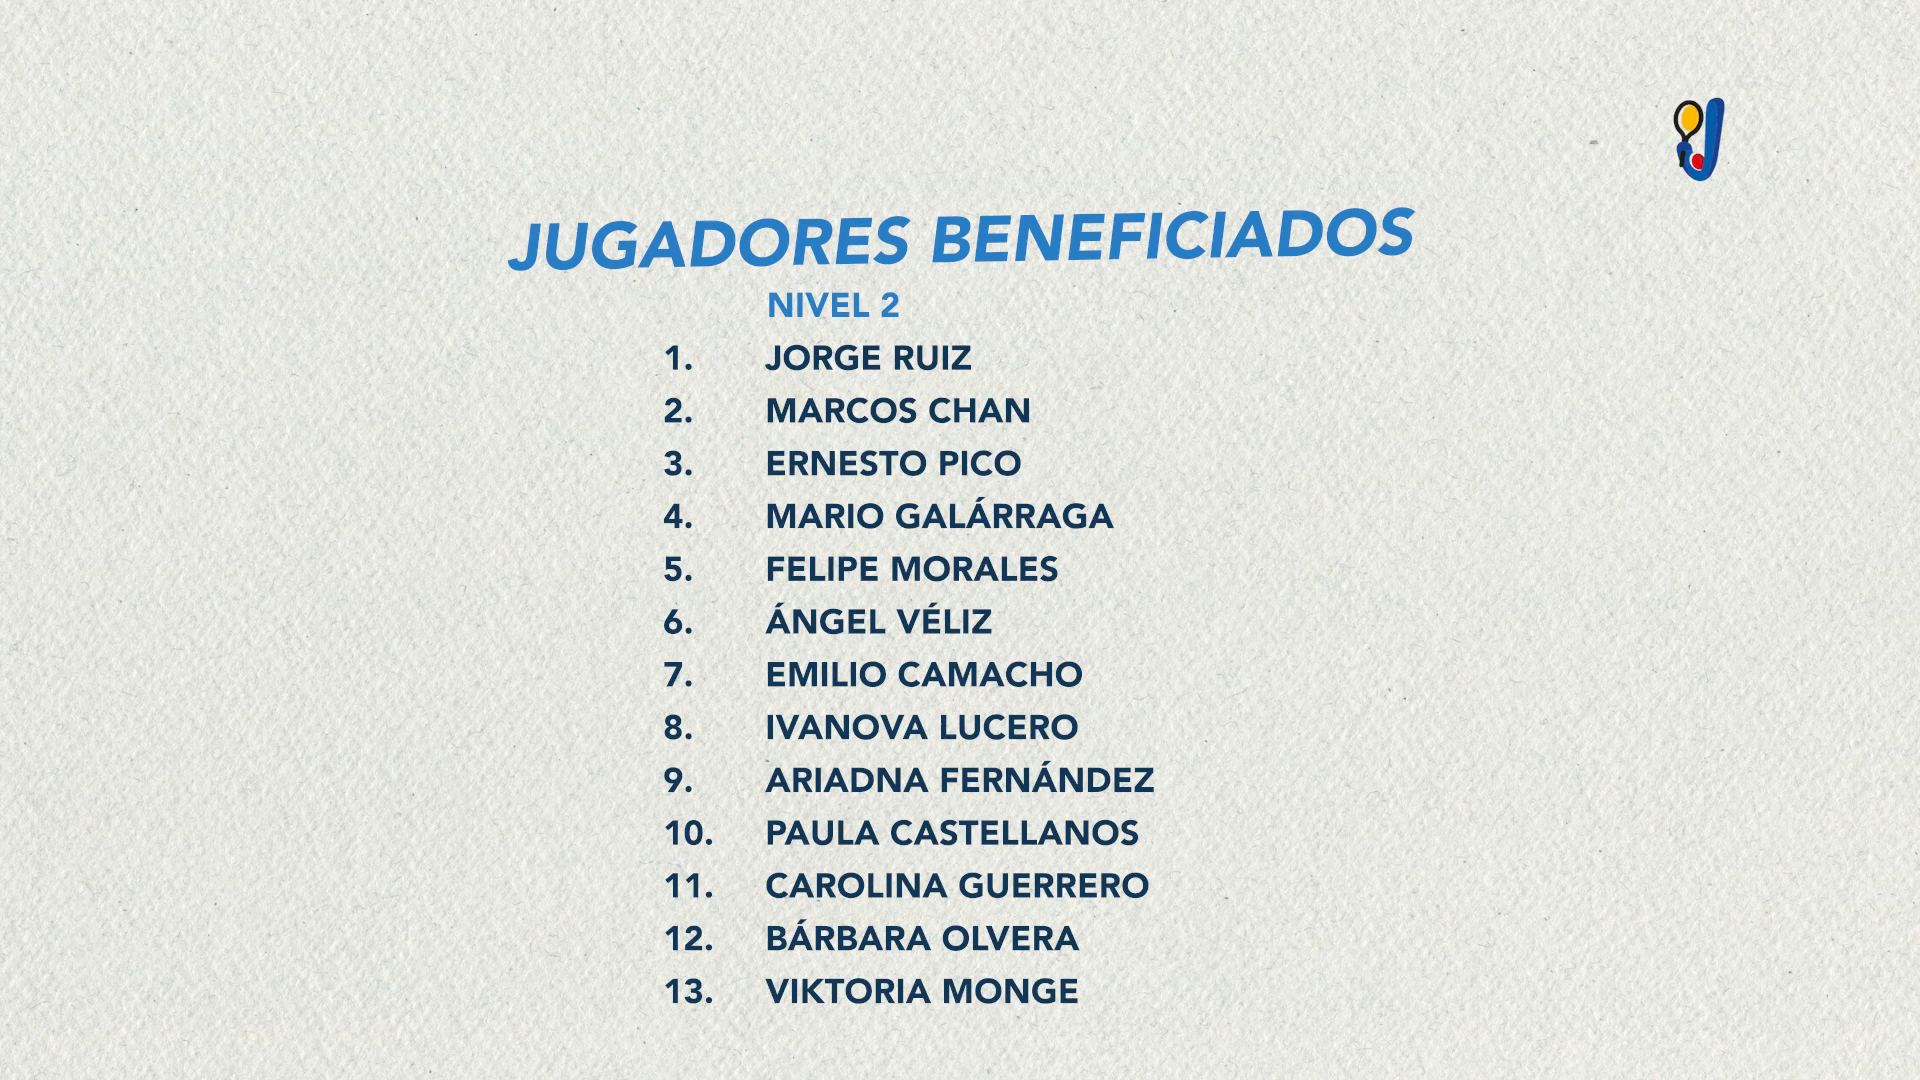 JUGADORES BENEFICIADOS
NIVEL 2
1. JORGE RUIZ
2. MARCOS CHAN
3. ERNESTO PICO
4. MARIO GALÁRRAGA
5. FELIPE MORALES
6. ÁNGEL VÉLIZ
7. EMILIO CAMACHO
8. IVANOVA LUCERO
9. ARIADNA FERNÁNDEZ
10. PAULA CASTELLANOS
11. CAROLINA GUERRERO
12. BÁRBARA OLVERA
13. VIKTORIA MONGE